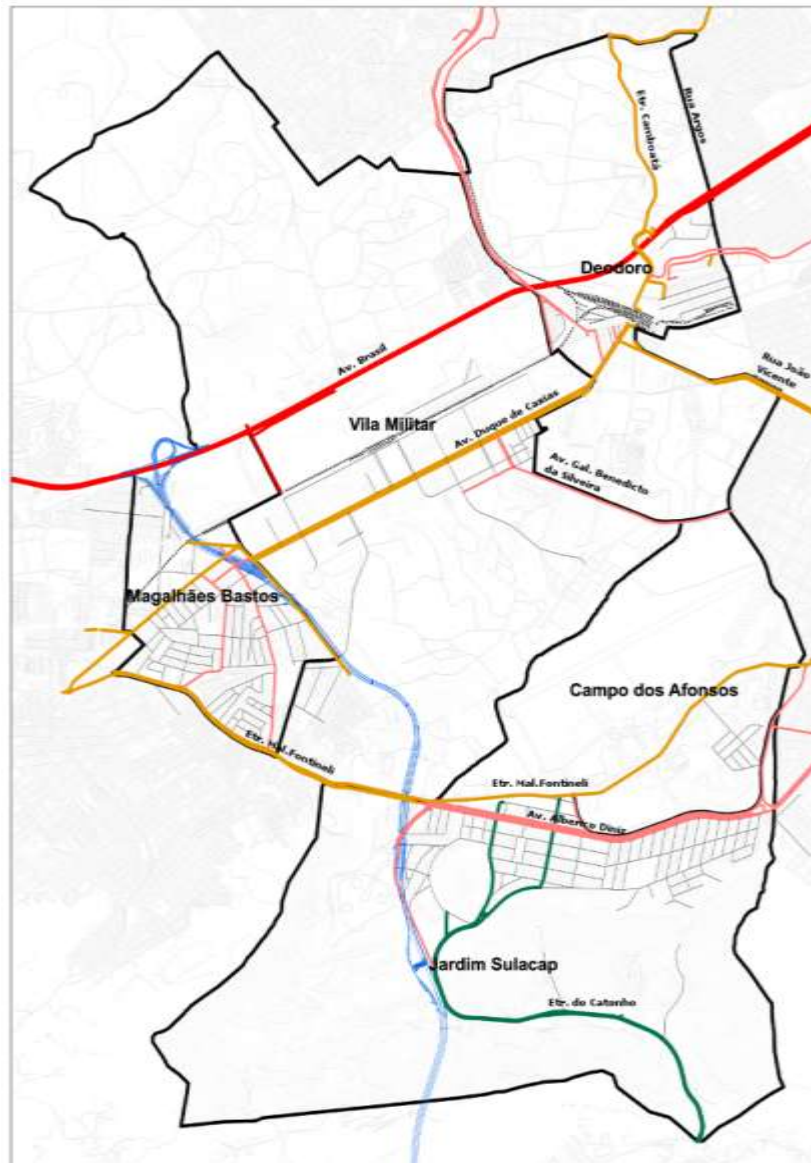 Etr. Camboatá
Rua Argos
Deodoro
Av. Brasil
Rua João
Vicente
Vila Militar
Av. Duque de Caxias
Av. Gal. Benedicto
da Silveira
Magalhães Bastos
Campo dos Afonsos
Etr. Mal.Fontineli
Etr. Mal.Fontineli
Av. Alberico Diniz
Jardim Sulacap
Etr. do Catonho